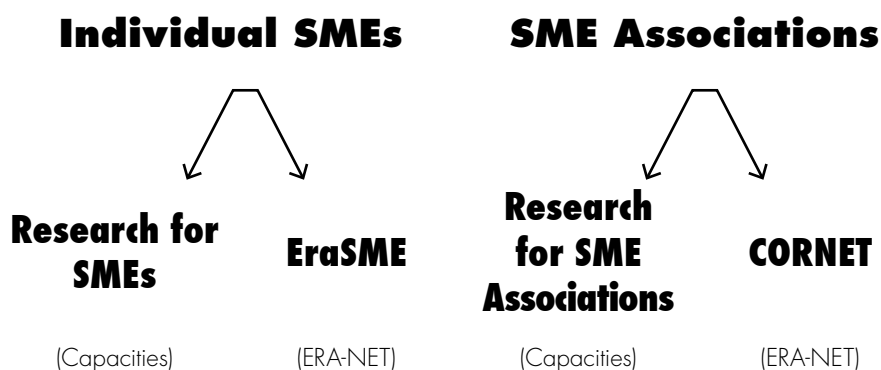 Individual SMEs
SME Associations
Research for
SMEs
EraSME
Research
for SME
Associations
CORNET
(Capacities)
(ERA-NET)
(Capacities)
(ERA-NET)